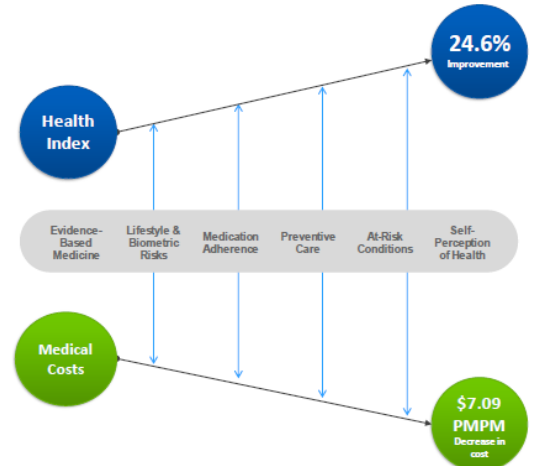 24.6%
Improvement
Health
Index
Evidence-
Based
Medicine
Lifestyle &
Biometric
Risks
Medication
Adherence
Preventive
Care
At-Risk
Conditions
Self-
Perception
of Health
Medical
Costs
$7.09
PMPM
Decrease in
cost